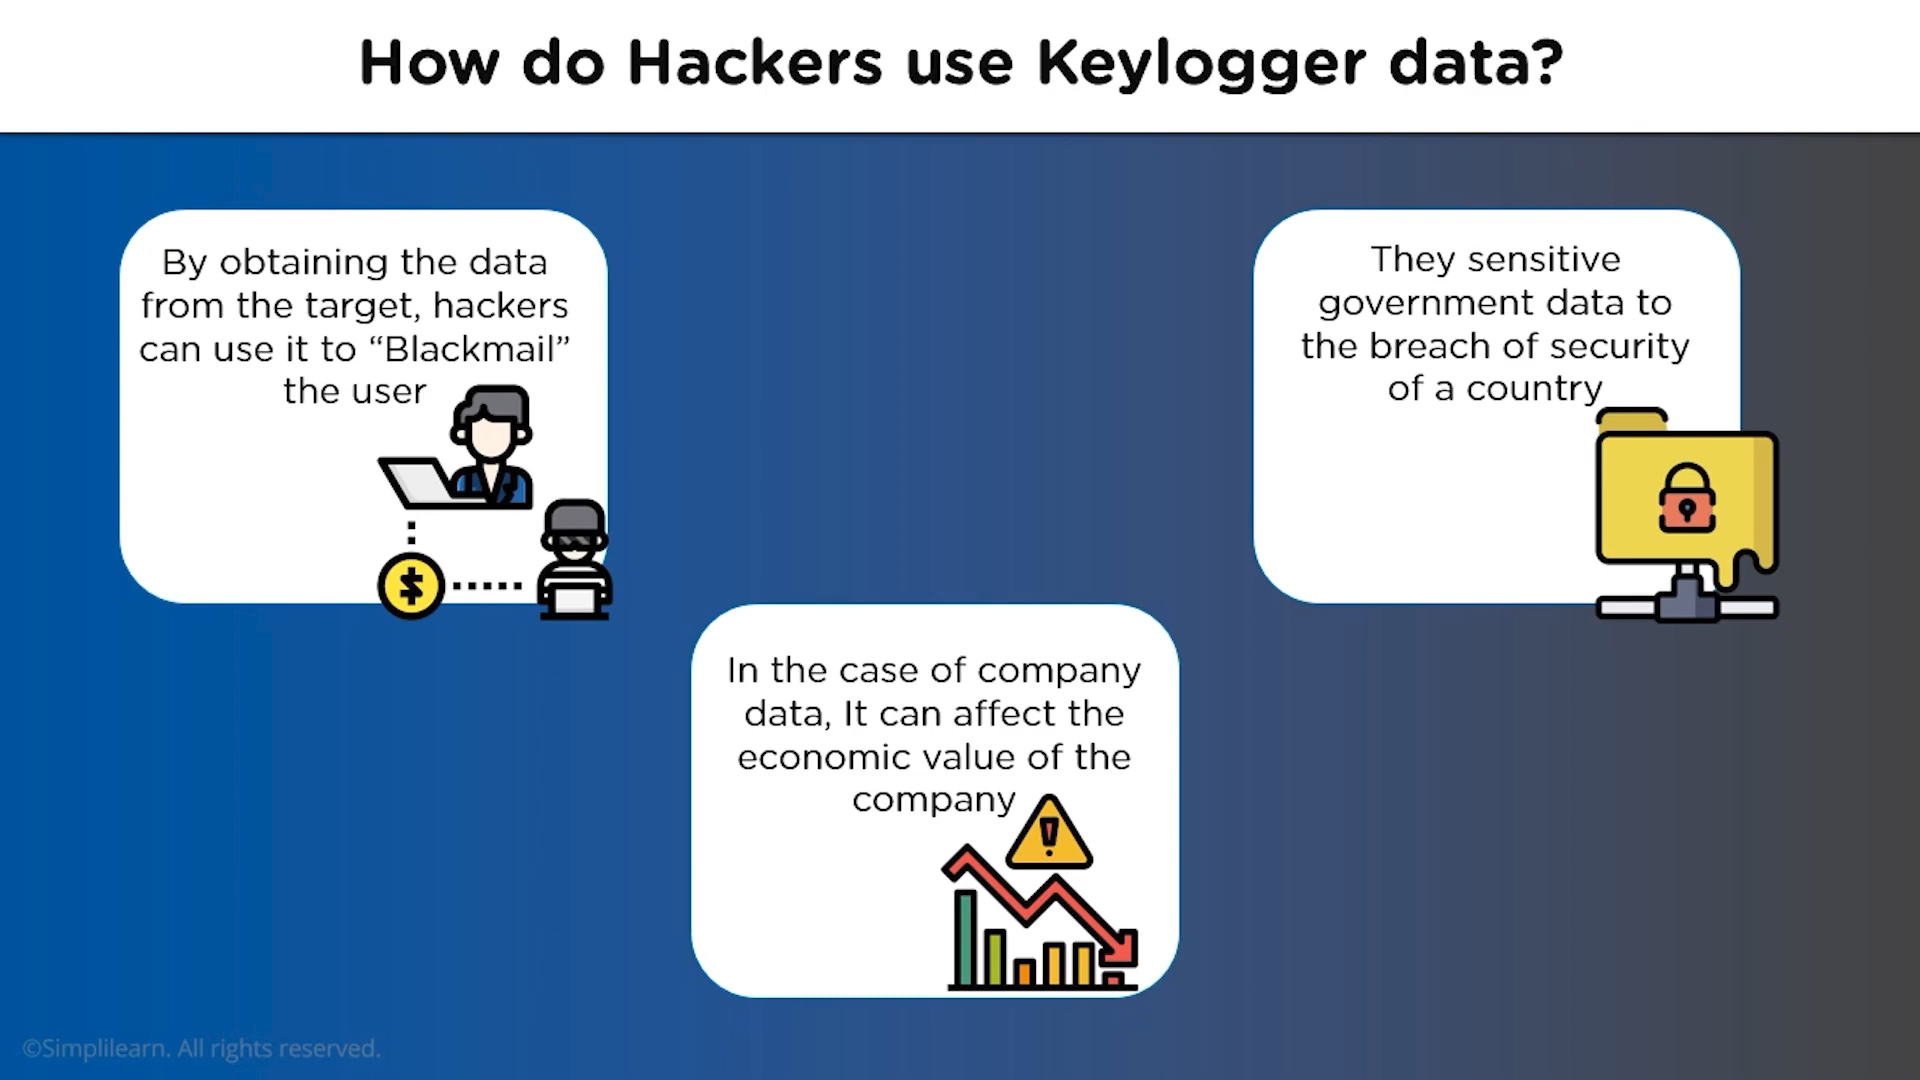 How do Hackers use Keylogger data?
By obtaining the data
from the target, hackers
can use it to “Blackmail”
the user
In the case of company
data, It can affect the
economic value of the
company
They sensitive
government data to
the breach of security
of a country
©Simplilearn. All rights reserved.